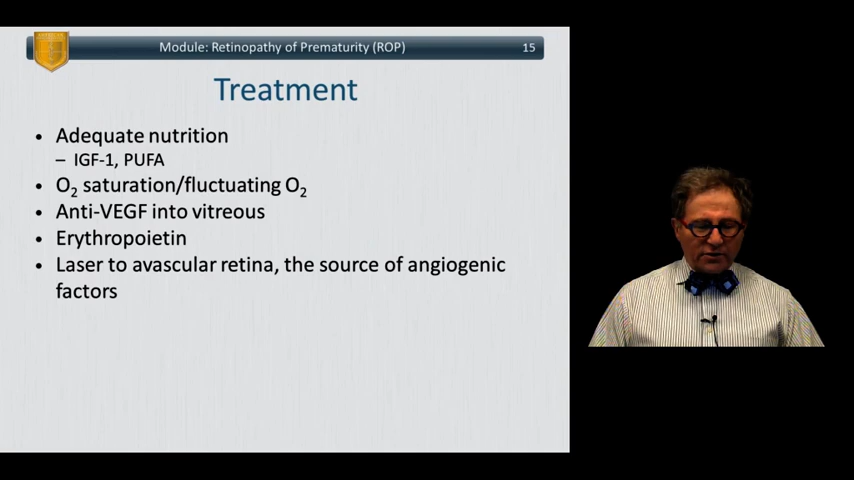 Module: Retinopathy of Prematurity (ROP) 15
Treatment
• Adequate nutrition
– IGF-1, PUFA
• O₂ saturation/fluctuating O₂
• Anti-VEGF into vitreous
• Erythropoietin
• Laser to avascular retina, the source of angiogenic
factors